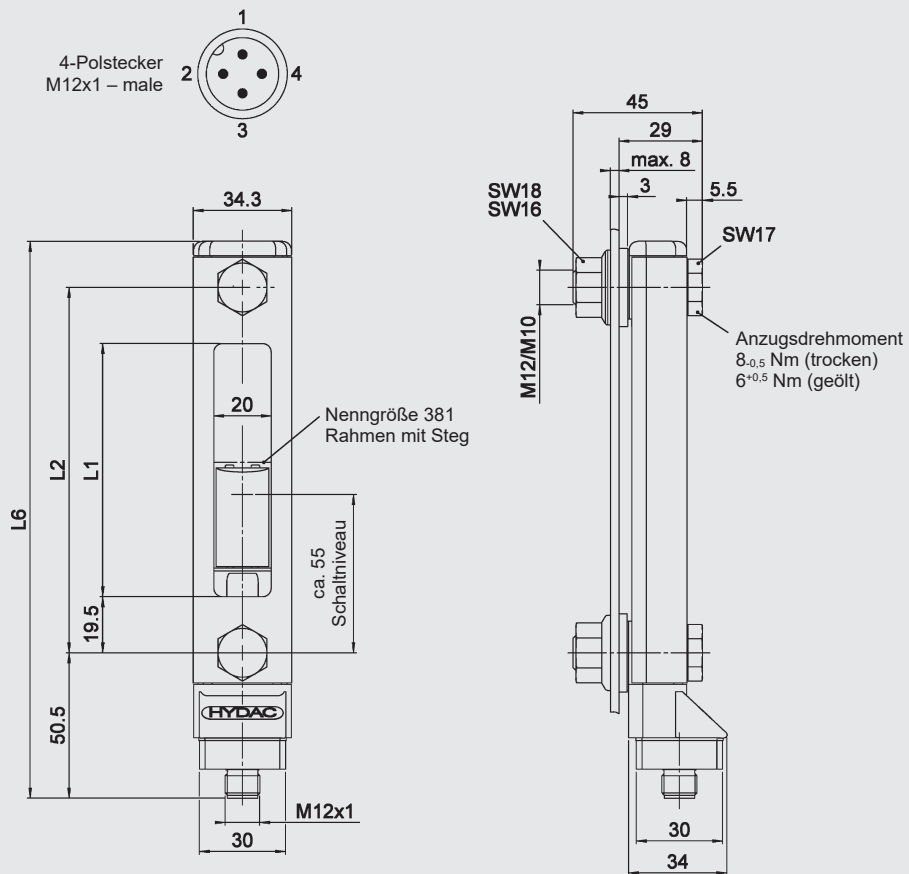 1
4-Polstecker
M12x1 – male
2
4
3
45
29
max. 8
3
5.5
SW18
SW16
SW17
34.3
M12/M10
Anzugsdrehmoment
8-0,5 Nm (trocken)
6+0,5 Nm (geölt)
20
Nenngröße 381
Rahmen mit Steg
L6
L2
L1
ca. 55
Schaltniveau
19.5
50.5
HYDAC
M12x1
30
30
34